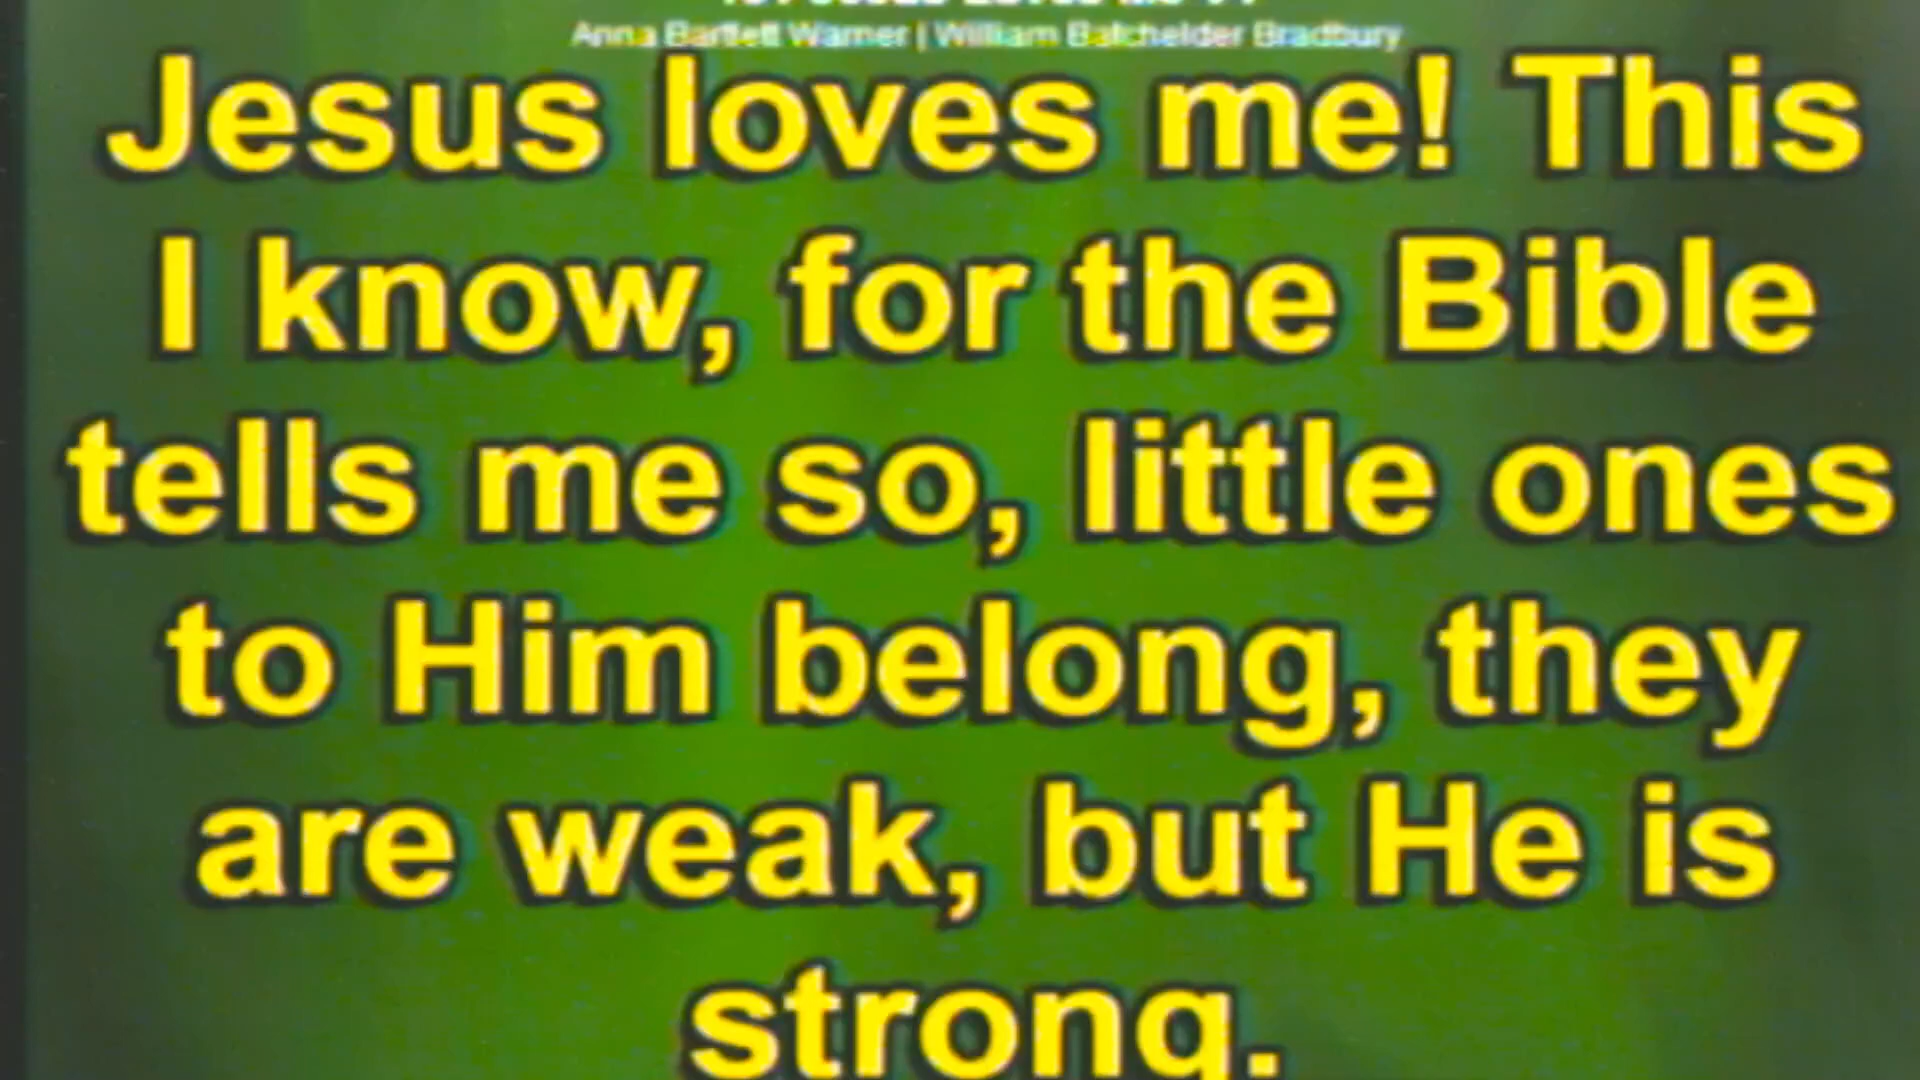 Anna Bartlett Warner | William Batchelder Bradbury
Jesus loves me! This
I know, for the Bible
tells me so, little ones
to Him belong, they
are weak, but He is
strong.